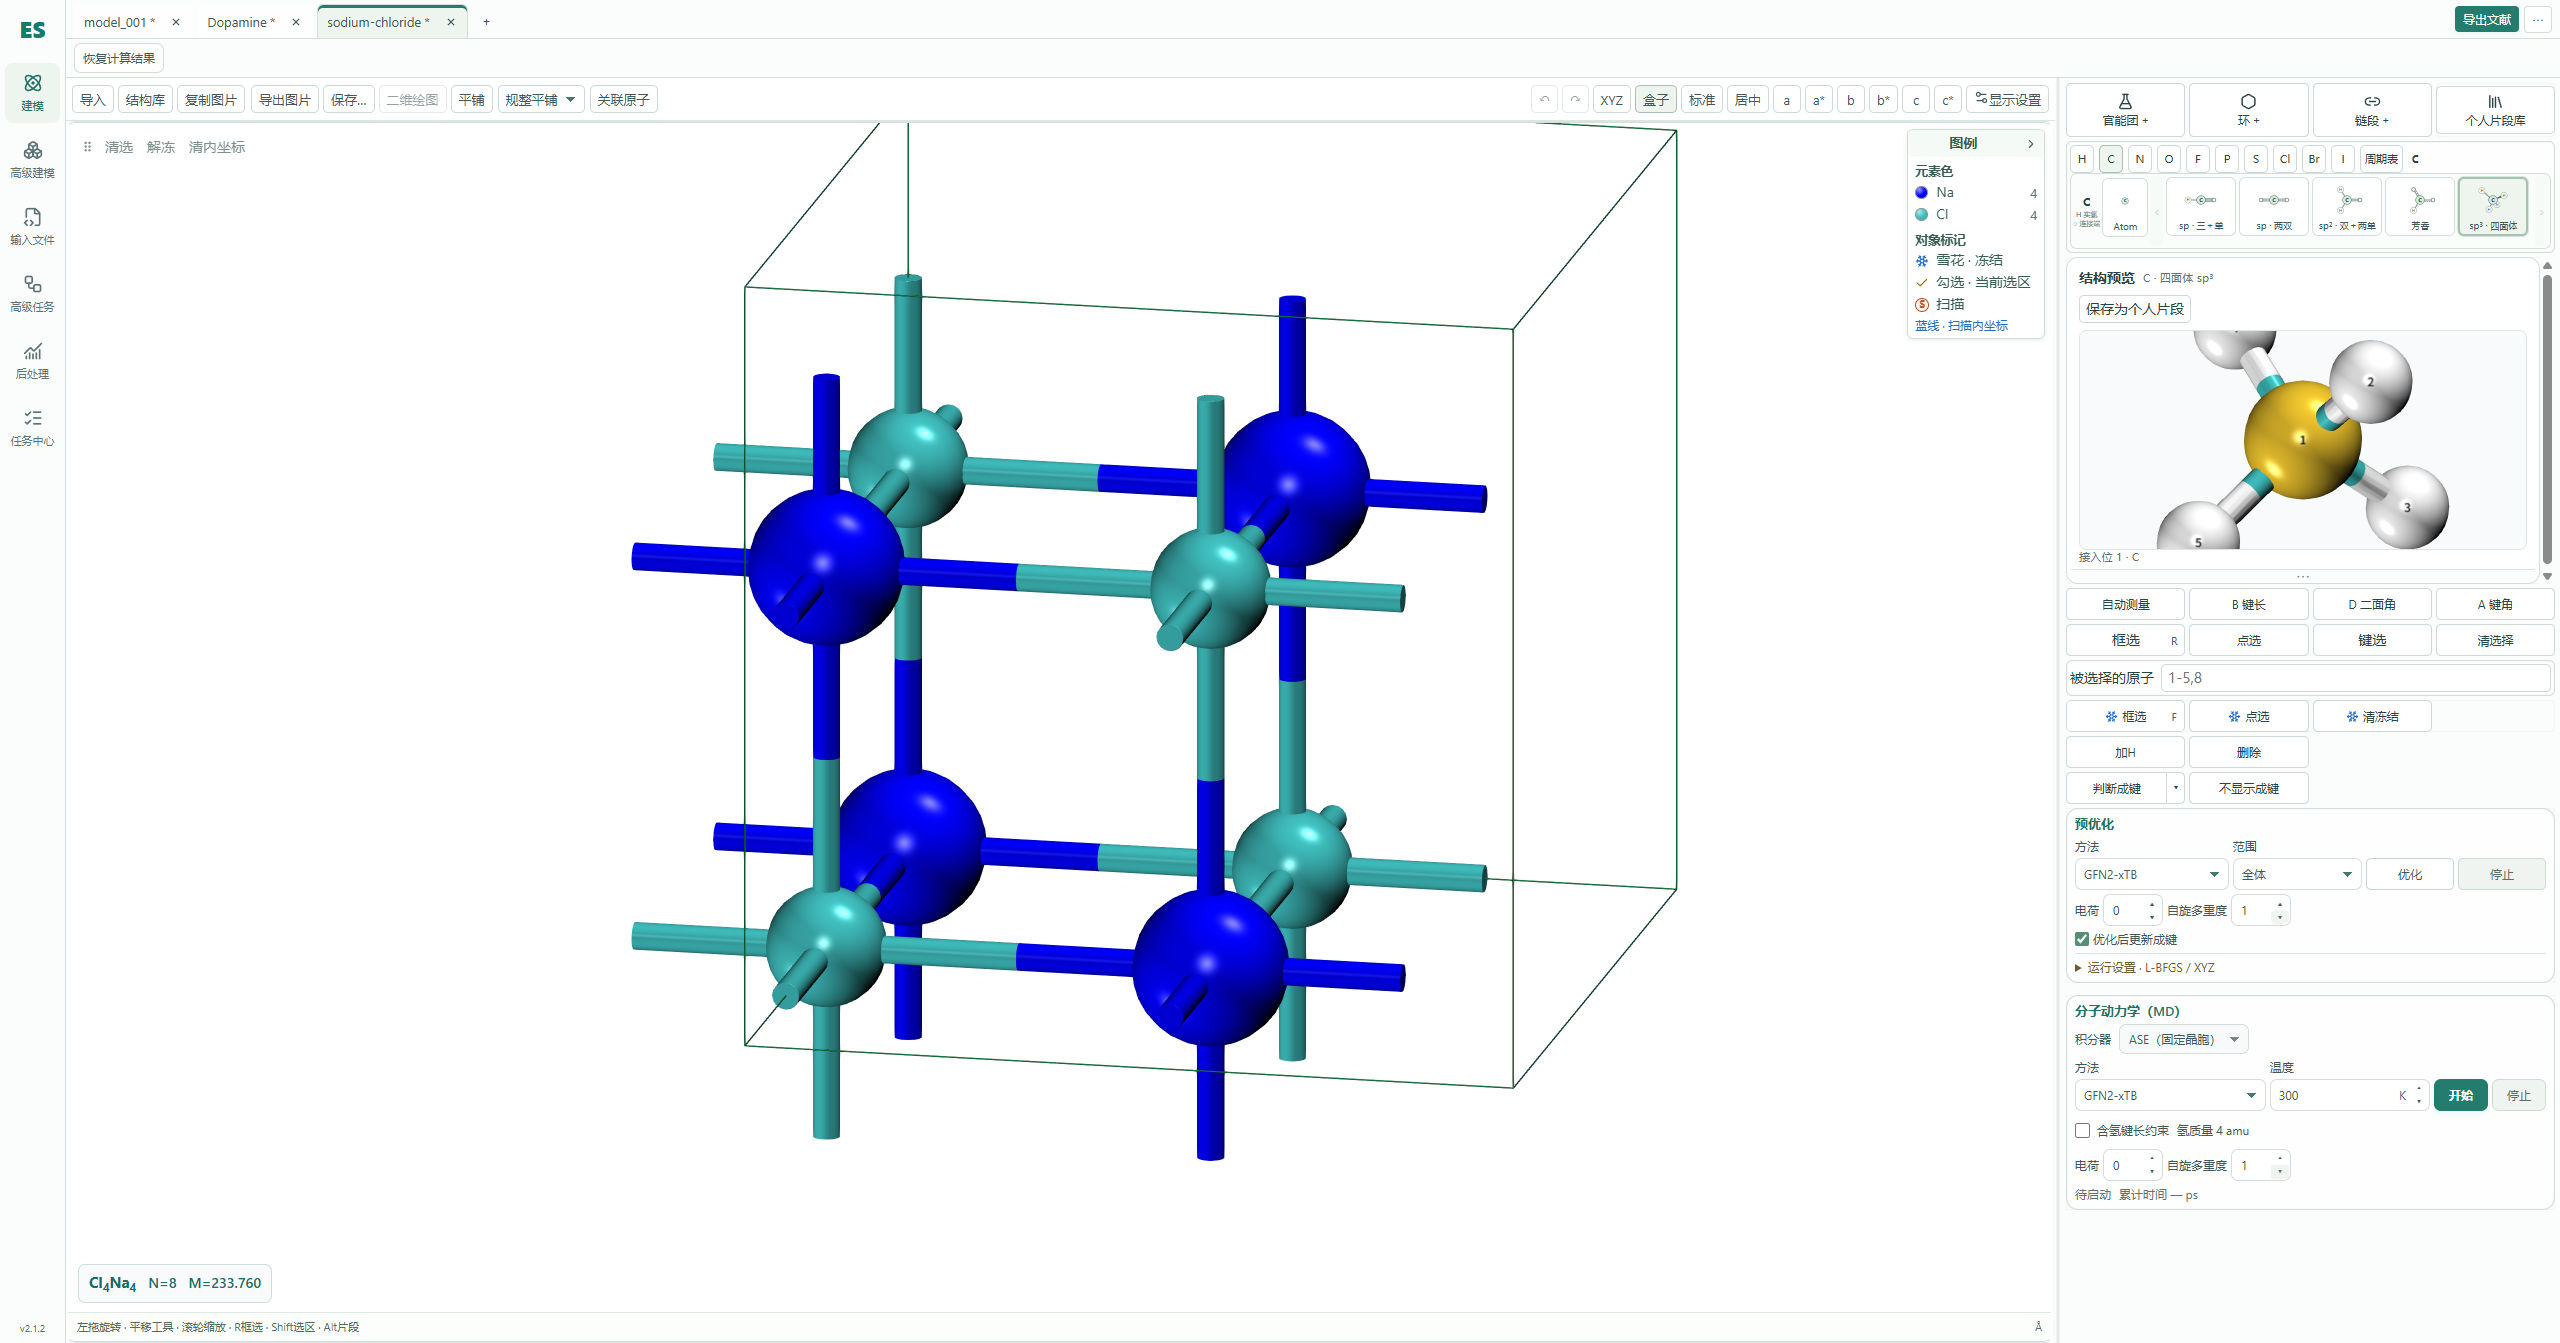 ES
model_001 * ×
Dopamine * ×
sodium-chloride * ×
+
导出文献
...
恢复计算结果
建模
高级建模
输入文件
高级任务
后处理
任务中心
v2.1.2
导入 结构库 复制图片 导出图片 保存... 二维绘图 平铺 规整平铺 关联原子
XYZ 盒子 标准 居中 a a* b b* c c* 显示设置
清选 解冻 清内坐标
图例
元素色
Na 4
Cl 4
对象标记
雪花 · 冻结
勾选 · 当前选区
S 扫描
蓝线 · 扫描内坐标
Cl4Na4 N=8 M=233.760
左拖旋转 · 平移工具 · 滚轮缩放 · R框选 · Shift选区 · Alt片段
Å
官能团 + 环 + 链段 + 个人片段库
H C N O F P S Cl Br I 周期表 C
C
Atom sp · 三+单 sp · 两双 sp² · 双+两单 芳香 sp³ · 四面体
结构预览 C · 四面体 sp³
保存为个人片段
2
1
3
5
接入位 1 · C
...
自动测量 B 键长 D 二面角 A 键角
框选 R 点选 键选 清选择
被选择的原子 1-5,8
框选 F 点选 清冻结
加H 删除
判断成键 不显示成键
预优化
方法 范围
GFN2-xTB 全体 优化 停止
电荷 0 自旋多重度 1
优化后更新成键
运行设置 · L-BFGS / XYZ
分子动力学（MD）
积分器 ASE（固定晶胞）
方法 温度
GFN2-xTB 300 K 开始 停止
含氢键长约束 氢质量 4 amu
电荷 0 自旋多重度 1
待启动 累计时间 — ps